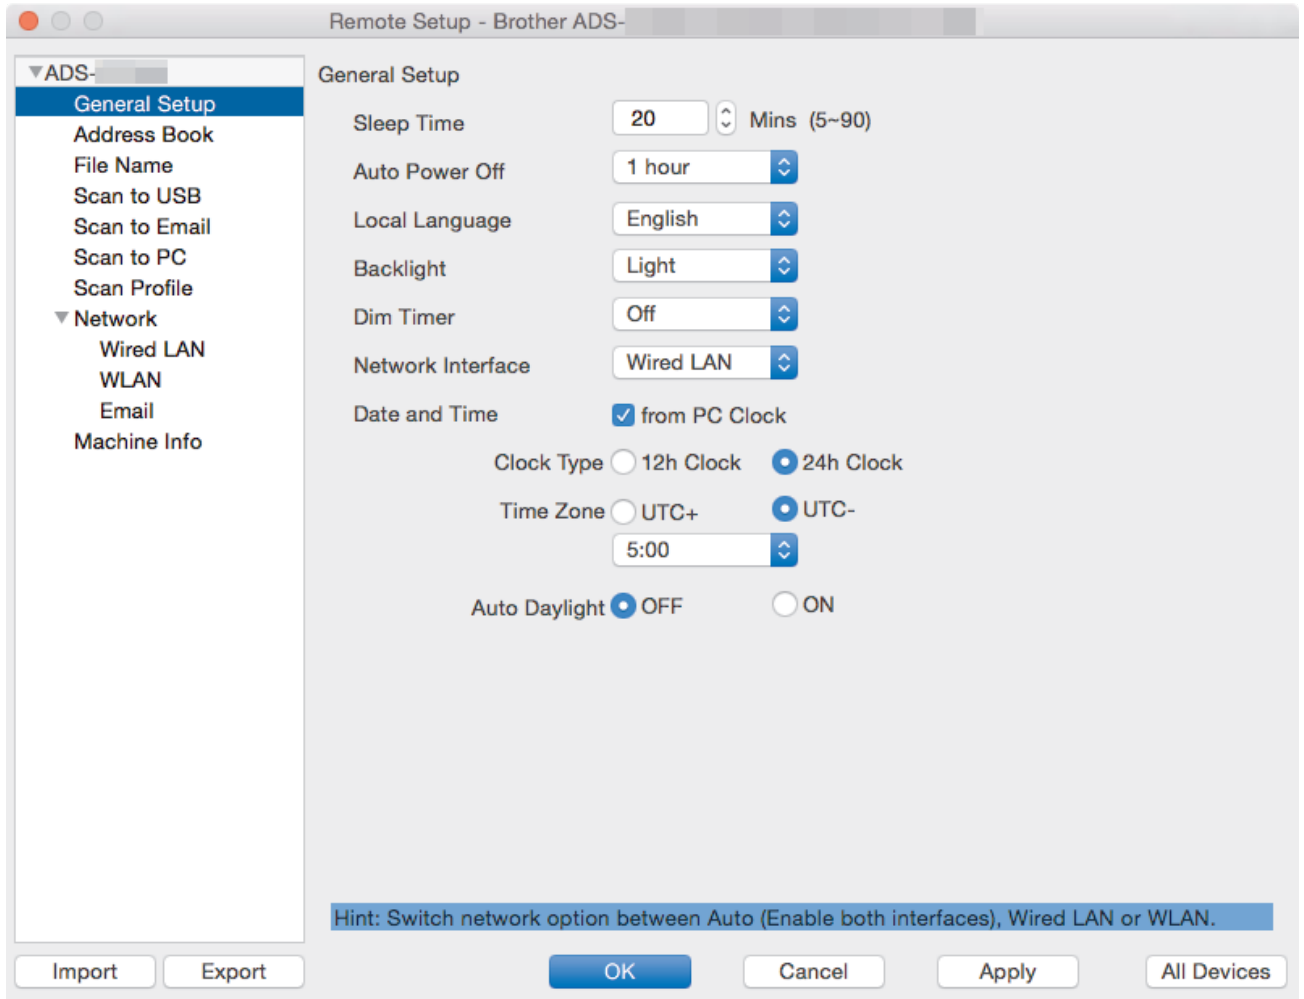 Remote Setup - Brother ADS-
ADS-
General Setup
Address Book
File Name
Scan to USB
Scan to Email
Scan to PC
Scan Profile
Network
Wired LAN
WLAN
Email
Machine Info
General Setup
Sleep Time 20 Mins (5~90)
Auto Power Off 1 hour
Local Language English
Backlight Light
Dim Timer Off
Network Interface Wired LAN
Date and Time from PC Clock
Clock Type 12h Clock 24h Clock
Time Zone UTC+ UTC-
5:00
Auto Daylight OFF ON
Hint: Switch network option between Auto (Enable both interfaces), Wired LAN or WLAN.
Import Export OK Cancel Apply All Devices